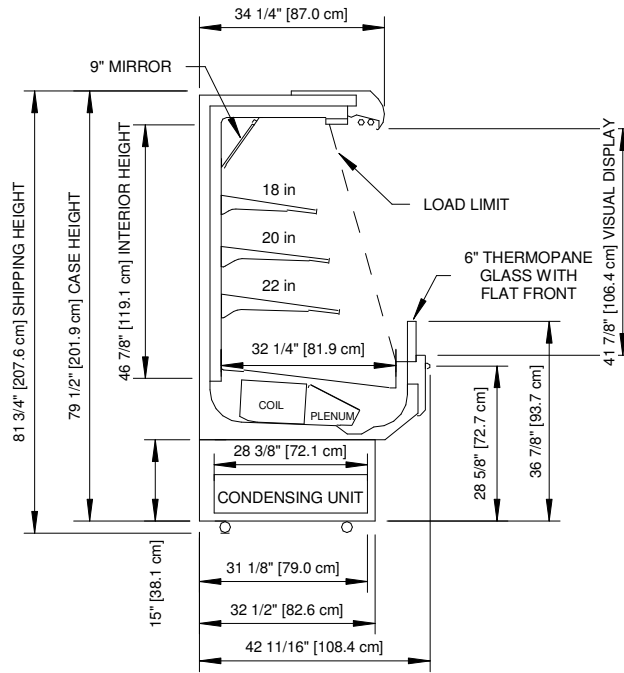 34 1/4" [87.0 cm]
9" MIRROR
81 3/4" [207.6 cm] SHIPPING HEIGHT
79 1/2" [201.9 cm] CASE HEIGHT
46 7/8" [119.1 cm] INTERIOR HEIGHT
18 in
20 in
22 in
LOAD LIMIT
6" THERMOPANE
GLASS WITH
FLAT FRONT
41 7/8" [106.4 cm] VISUAL DISPLAY
32 1/4" [81.9 cm]
COIL
PLENUM
28 5/8" [72.7 cm]
36 7/8" [93.7 cm]
28 3/8" [72.1 cm]
CONDENSING UNIT
15" [38.1 cm]
31 1/8" [79.0 cm]
32 1/2" [82.6 cm]
42 11/16" [108.4 cm]